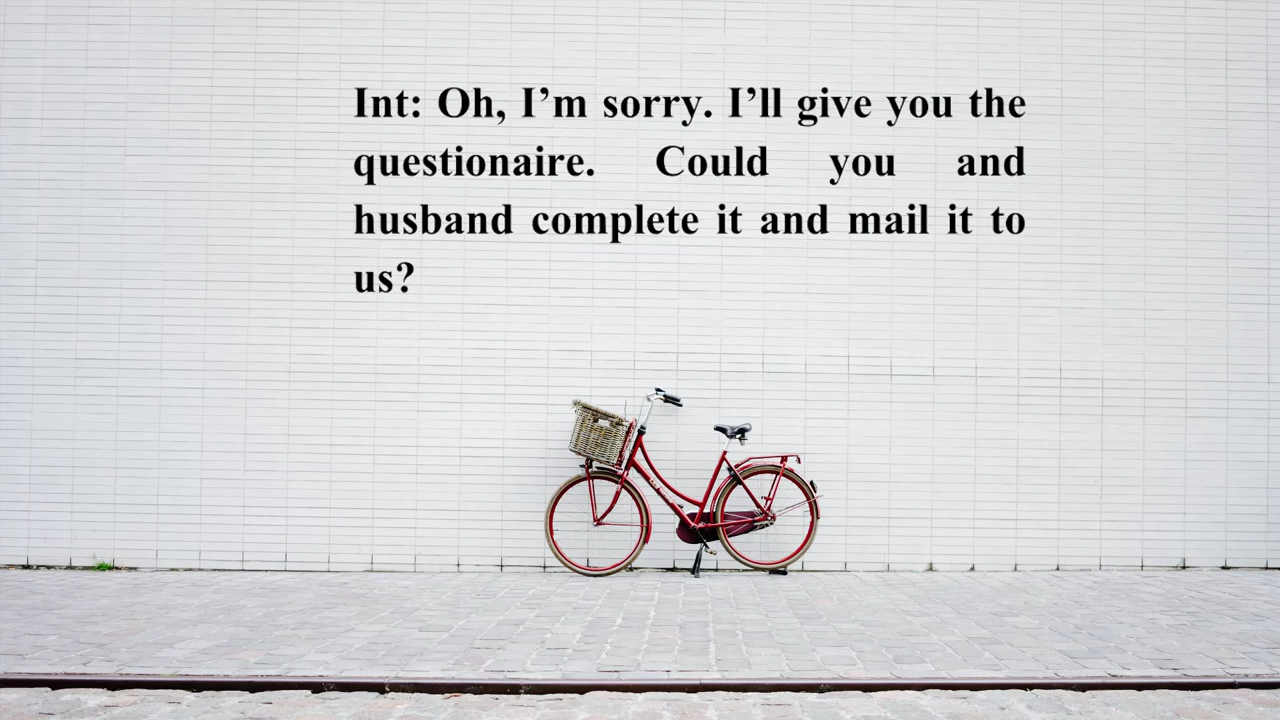 Int: Oh, I’m sorry. I’ll give you the
questionaire. Could you and
husband complete it and mail it to
us?